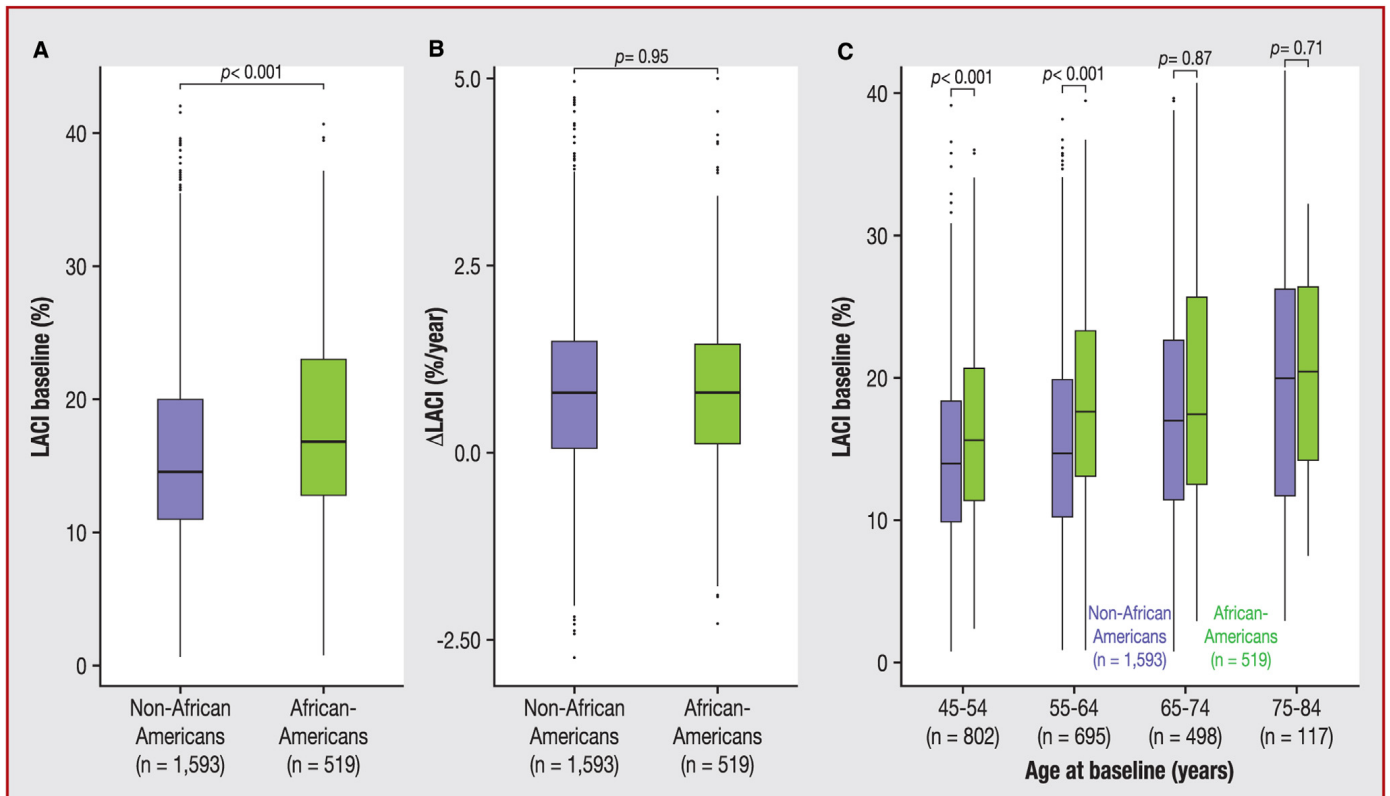 A
p< 0.001
LACI baseline (%)
40
30
20
10
0
Non-African
Americans
(n = 1,593)
African-
Americans
(n = 519)
B
p= 0.95
ΔLACI (%/year)
5.0
2.5
0.0
-2.50
Non-African
Americans
(n = 1,593)
African-
Americans
(n = 519)
C
p< 0.001
p< 0.001
p= 0.87
p= 0.71
LACI baseline (%)
40
30
20
10
0
Non-African
Americans
(n = 1,593)
African-
Americans
(n = 519)
45-54
(n = 802)
55-64
(n = 695)
65-74
(n = 498)
75-84
(n = 117)
Age at baseline (years)